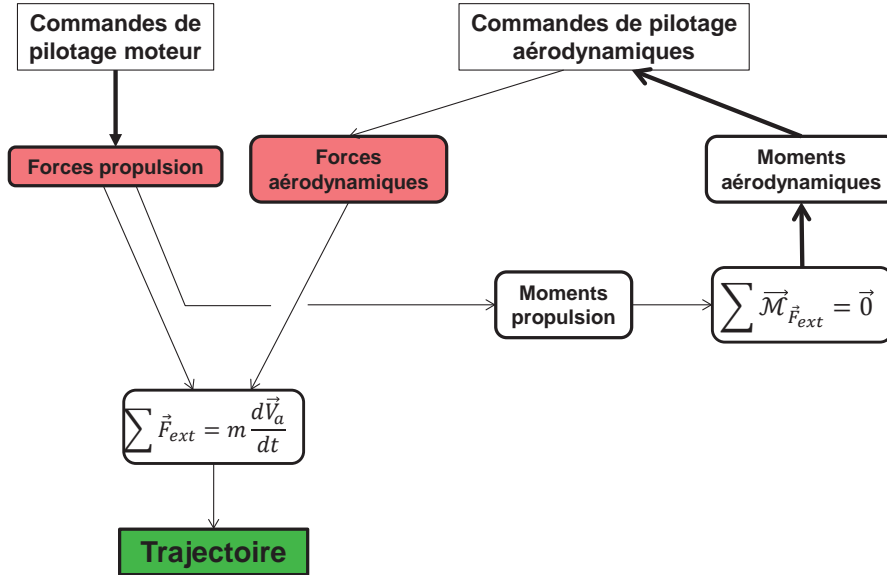 Commandes de
pilotage moteur
Commandes de pilotage
aérodynamiques
Forces propulsion
Forces
aérodynamiques
Moments
aérodynamiques
Moments
propulsion
∑ \vec{\mathcal{M}}_{\vec{F}_{ext}} = \vec{0}
∑ \vec{F}_{ext} = m \frac{d\vec{V}_a}{dt}
Trajectoire